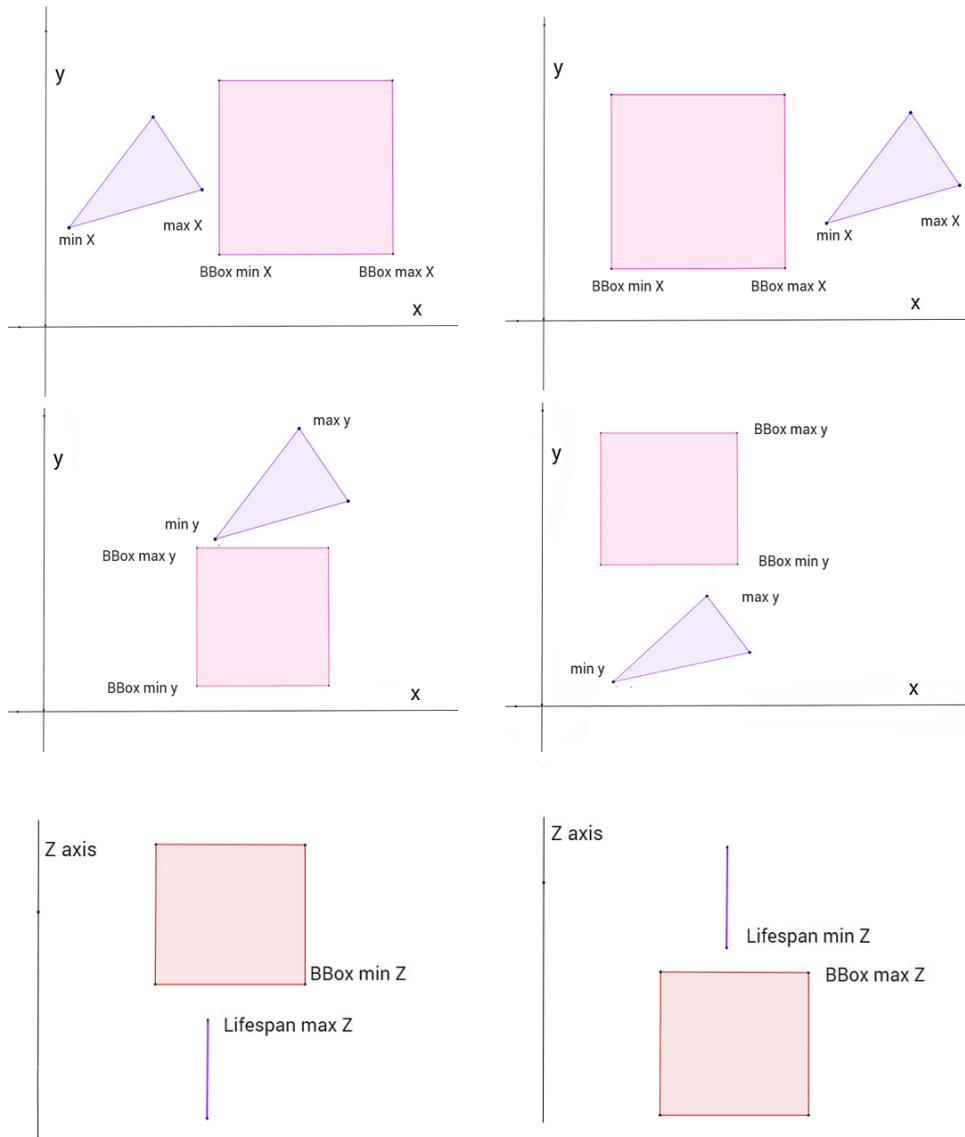 y
min X
max X
BBox min X
BBox max X
x
y
min X
max X
BBox min X
BBox max X
x
max y
y
min y
BBox max y
BBox min y
x
BBox max y
y
BBox min y
max y
min y
x
Z axis
BBox min Z
Lifespan max Z
Z axis
Lifespan min Z
BBox max Z